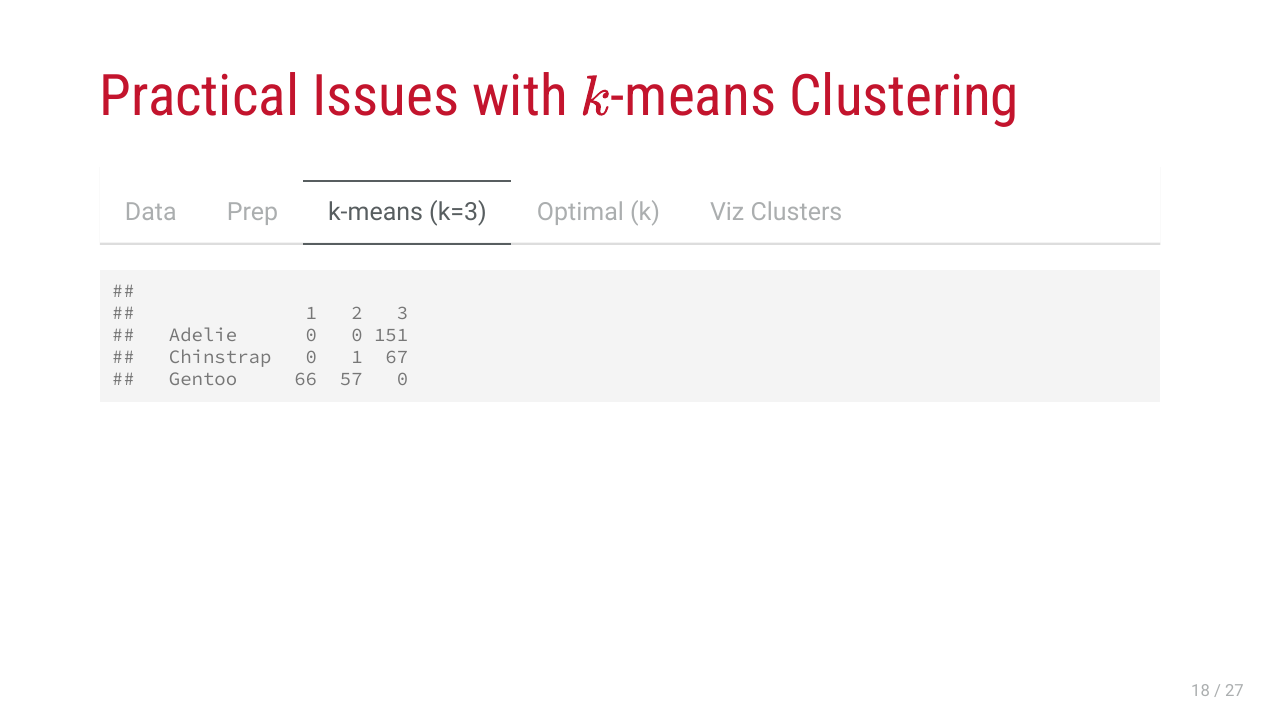 Practical Issues with k-means Clustering
Data Prep k-means (k=3) Optimal (k) Viz Clusters
##
##               1   2   3
##   Adelie      0   0 151
##   Chinstrap   0   1  67
##   Gentoo     66  57   0
18 / 27